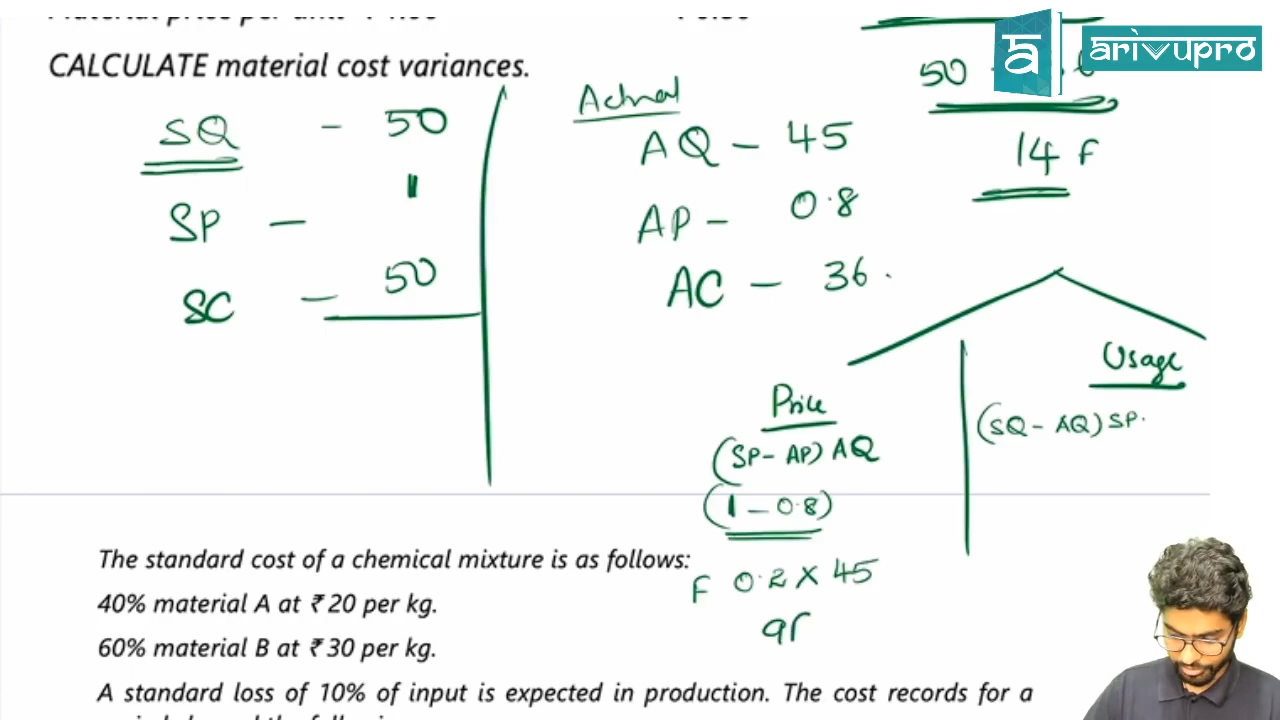 CALCULATE material cost variances.
SQ - 50
SP - 1
SC - 50
Actual
AQ - 45
AP - 0.8
AC - 36.
50
14 F
Price
(SP - AP) AQ
(1 - 0.8)
F 0.2 x 45
9F
Usage
(SQ - AQ) SP.
The standard cost of a chemical mixture is as follows:
40% material A at ₹20 per kg.
60% material B at ₹30 per kg.
A standard loss of 10% of input is expected in production. The cost records for a
arivupro